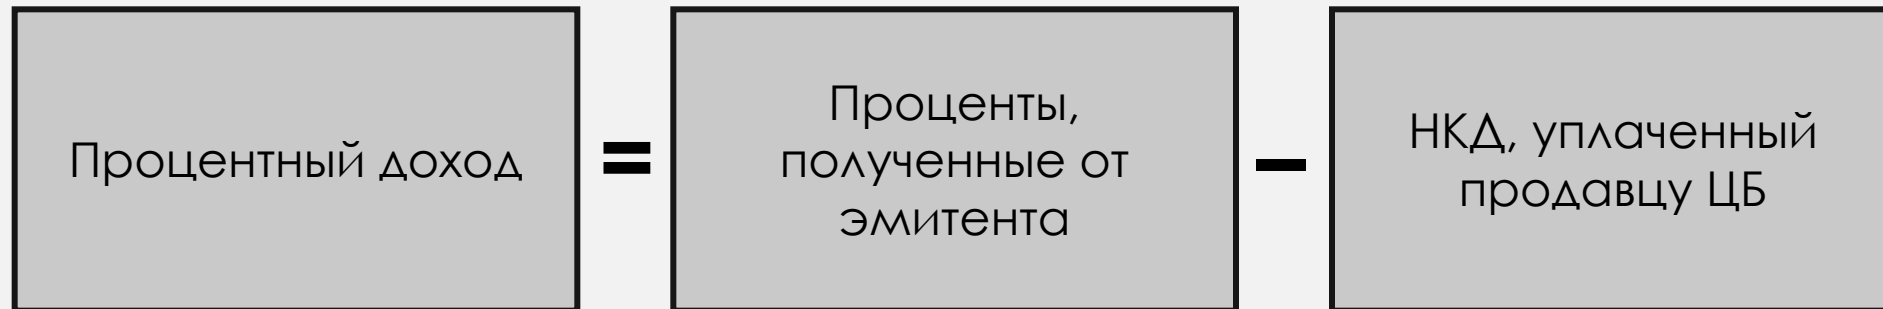 Процентный доход
=
Проценты,
полученные от
эмитента
–
НКД, уплаченный
продавцу ЦБ